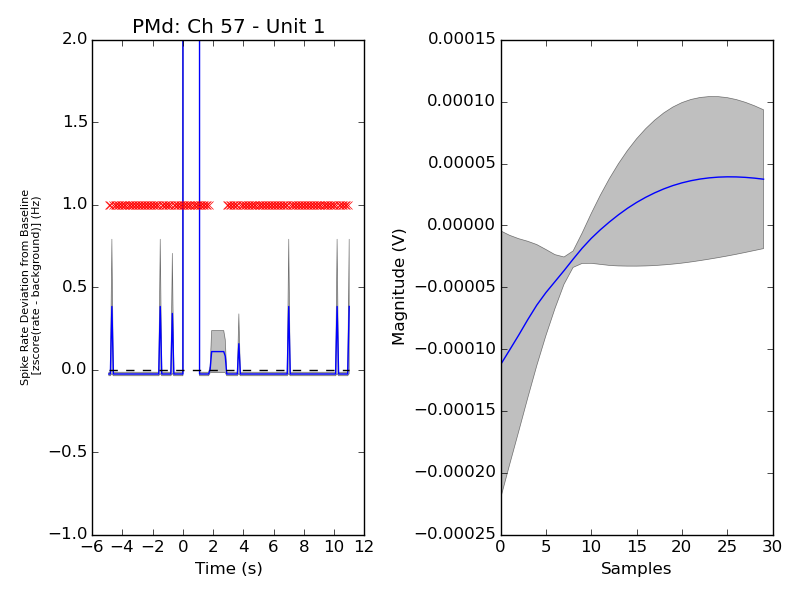 PMd: Ch 57 - Unit 1
2.0
1.5
1.0
0.5
0.0
−0.5
−1.0
−6 −4 −2 0 2 4 6 8 10 12
Time (s)
Spike Rate Deviation from Baseline
[zscore(rate - background)] (Hz)
0.00015
0.00010
0.00005
0.00000
−0.00005
−0.00010
−0.00015
−0.00020
−0.00025
0 5 10 15 20 25 30
Samples
Magnitude (V)